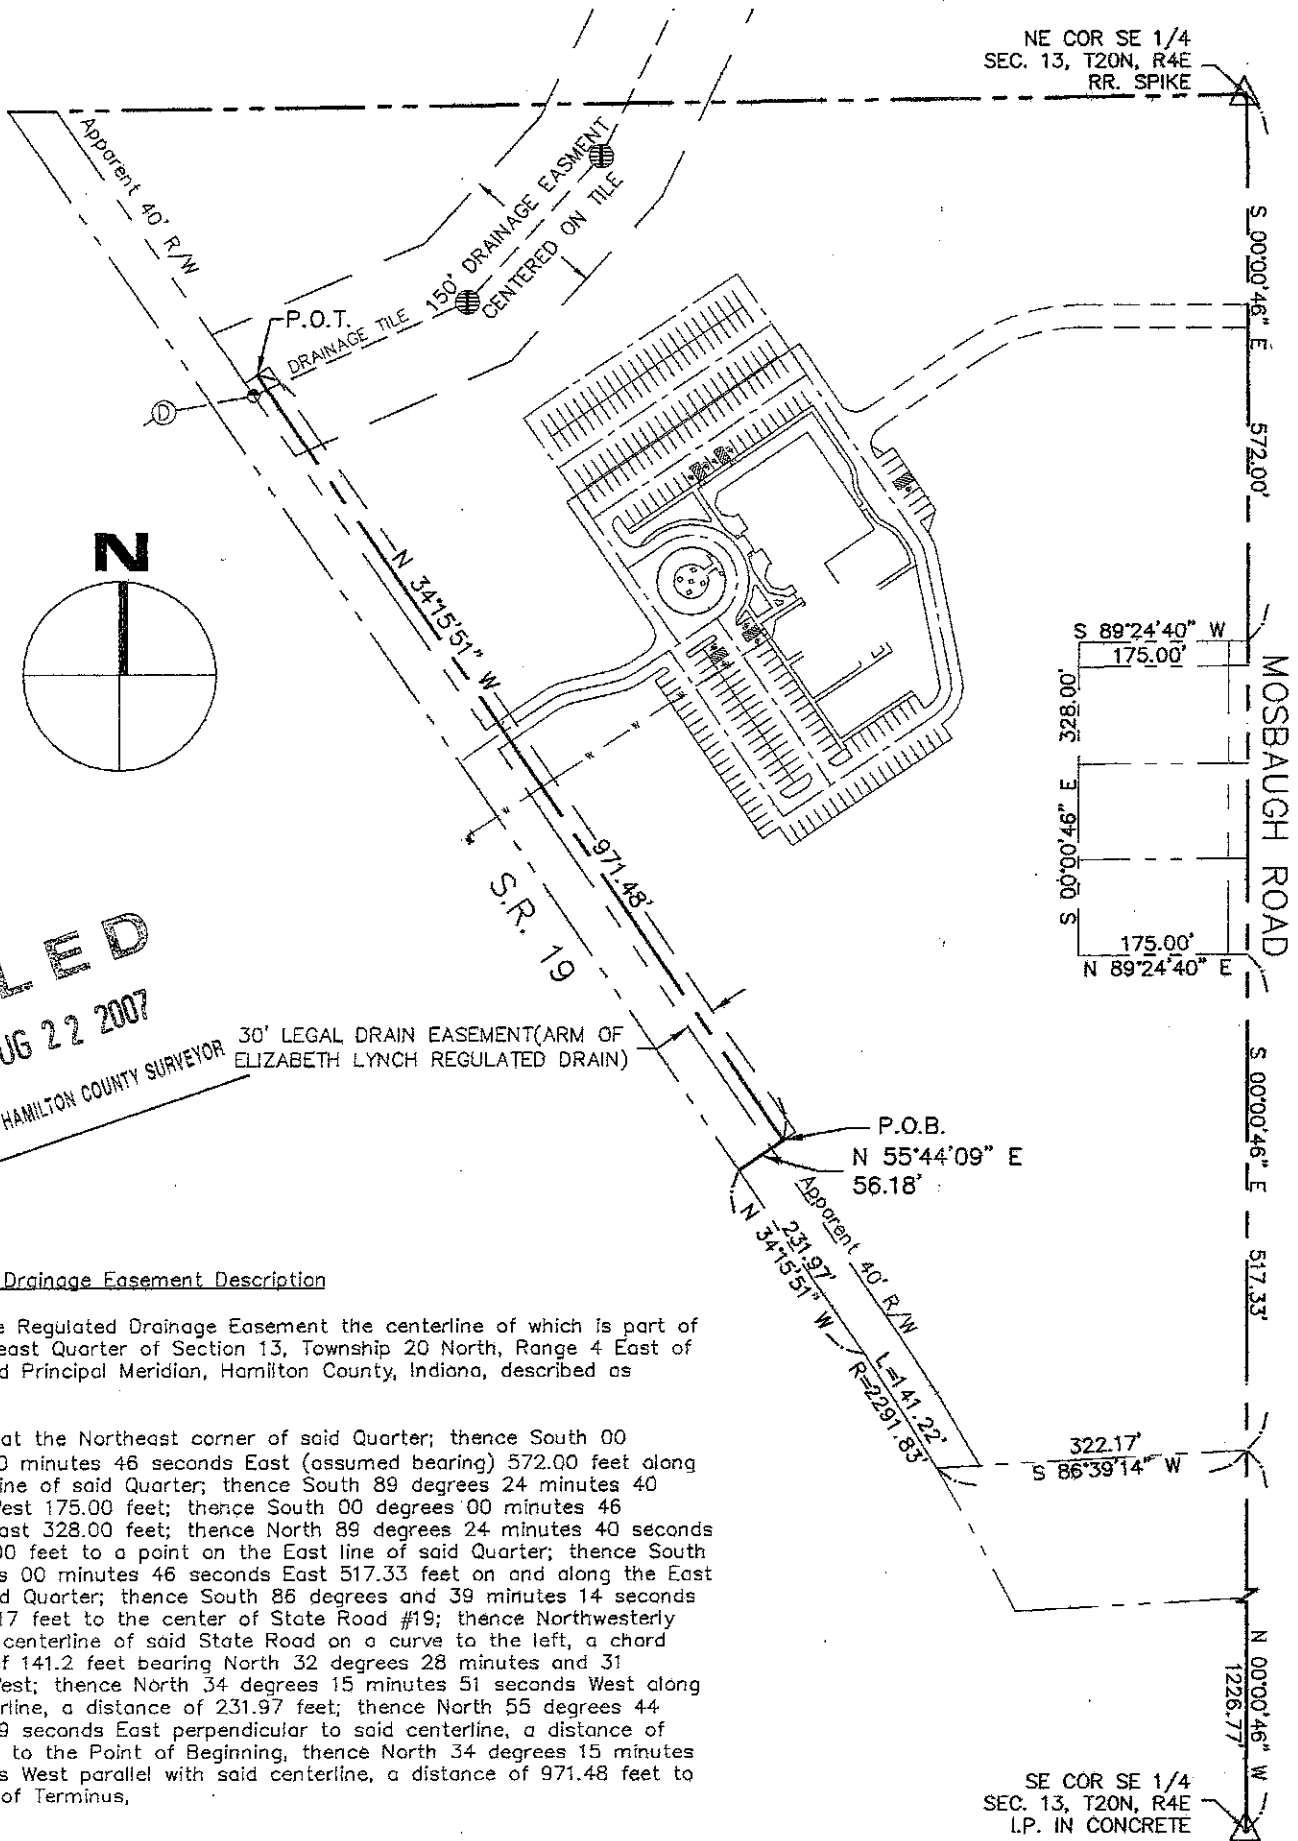 NE COR SE 1/4
SEC. 13, T20N, R4E
RR. SPIKE
Apparent 40' R/W
150' DRAINAGE EASMENT
CENTERED ON TILE
P.O.T.
DRAINAGE TILE
D
S 00°00'46" E
572.00'
N
N 34°15'51" W
971.48'
W
W
W
W
S 89°24'40" W
175.00'
328.00'
S 00°00'46" E
175.00'
N 89°24'40" E
MOSBAUGH ROAD
S.R. 19
LED
UG 22 2007
HAMILTON COUNTY SURVEYOR
30' LEGAL DRAIN EASEMENT(ARM OF
ELIZABETH LYNCH REGULATED DRAIN)
P.O.B.
N 55°44'09" E
56.18'
S 00°00'46" E
517.33'
Apparent 40' R/W
231.97'
N 34°15'51" W
L=141.22'
R=2291.83'
322.17'
S 86°39'14" W
N 00°00'46" W
1226.77'
SE COR SE 1/4
SEC. 13, T20N, R4E
I.P. IN CONCRETE
Drainage Easement Description
e Regulated Drainage Easement the centerline of which is part of
east Quarter of Section 13, Township 20 North, Range 4 East of
d Principal Meridian, Hamilton County, Indiana, described as
at the Northeast corner of said Quarter; thence South 00
0 minutes 46 seconds East (assumed bearing) 572.00 feet along
ine of said Quarter; thence South 89 degrees 24 minutes 40
Vest 175.00 feet; thence South 00 degrees 00 minutes 46
ast 328.00 feet; thence North 89 degrees 24 minutes 40 seconds
00 feet to a point on the East line of said Quarter; thence South
s 00 minutes 46 seconds East 517.33 feet on and along the East
d Quarter; thence South 86 degrees and 39 minutes 14 seconds
17 feet to the center of State Road #19; thence Northwesterly
centerline of said State Road on a curve to the left, a chord
f 141.2 feet bearing North 32 degrees 28 minutes and 31
Vest; thence North 34 degrees 15 minutes 51 seconds West along
rline, a distance of 231.97 feet; thence North 55 degrees 44
9 seconds East perpendicular to said centerline, a distance of
to the Point of Beginning, thence North 34 degrees 15 minutes
s West parallel with said centerline, a distance of 971.48 feet to
of Terminus,